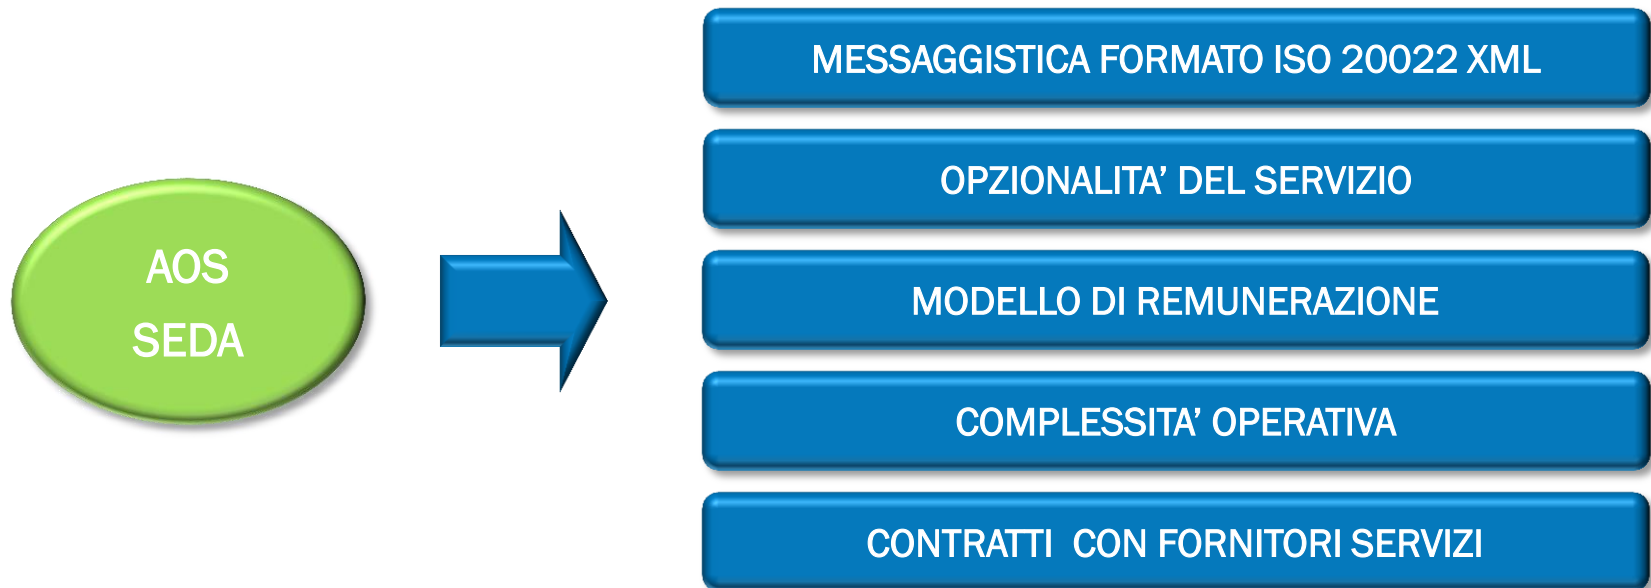 AOS
SEDA
MESSAGGISTICA FORMATO ISO 20022 XML
OPZIONALITA' DEL SERVIZIO
MODELLO DI REMUNERAZIONE
COMPLESSITA' OPERATIVA
CONTRATTI  CON FORNITORI SERVIZI